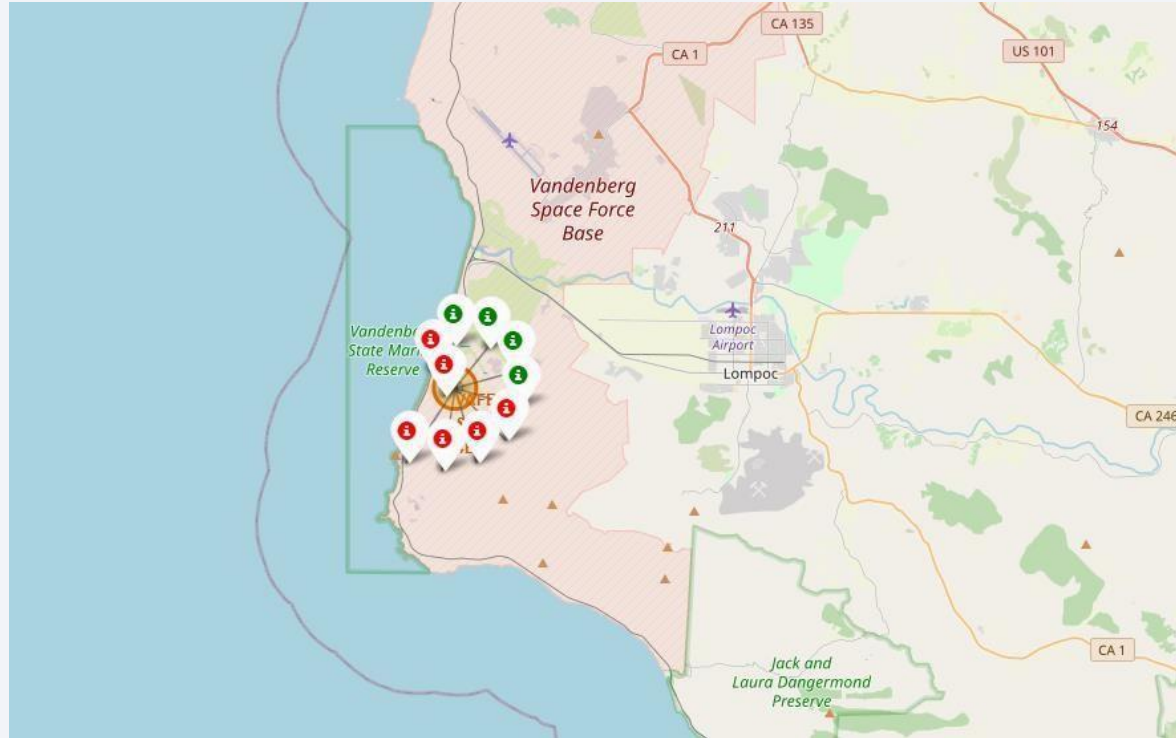 CA 135
US 101
CA 1
154
Vandenberg
Space Force
Base
211
Lompoc
Airport
Lompoc
State Mar
Reserve
CA 246
CA 1
Jack and
Laura Dangermond
Preserve